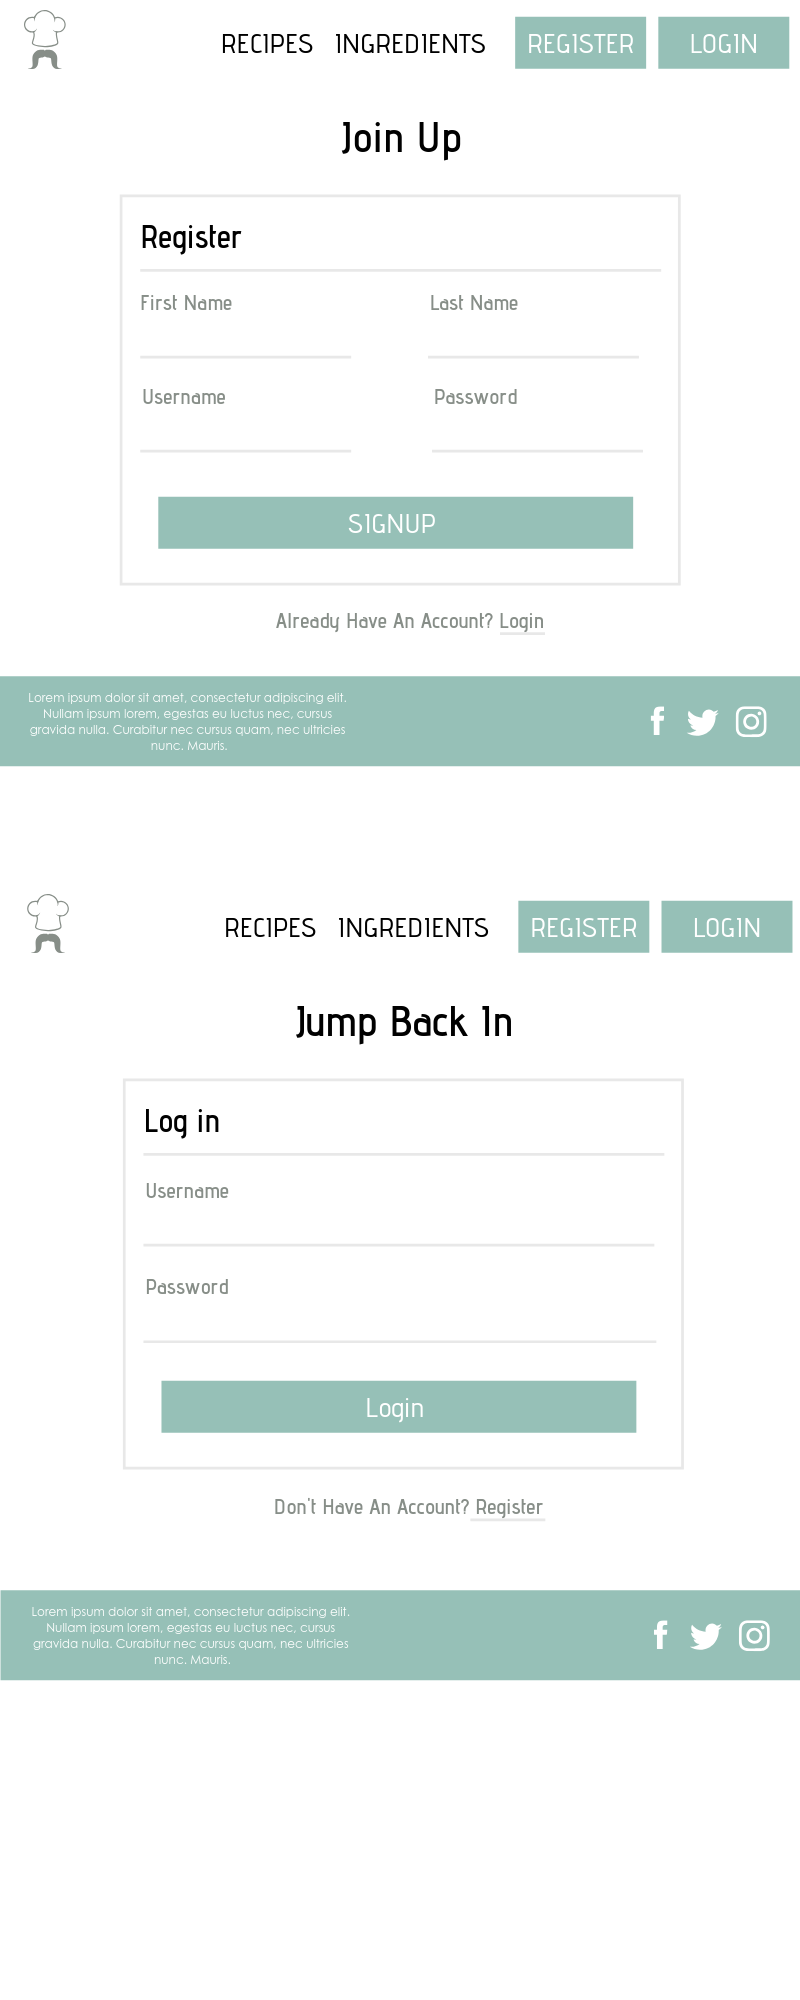 RECIPES INGREDIENTS REGISTER LOGIN
Join Up
Register
First Name Last Name
Username Password
SIGNUP
Already Have An Account? Login
Lorem ipsum dolor sit amet, consectetur adipiscing elit.
Nullam ipsum lorem, egestas eu luctus nec, cursus
gravida nulla. Curabitur nec cursus quam, nec ultricies
nunc. Mauris.
RECIPES INGREDIENTS REGISTER LOGIN
Jump Back In
Log in
Username
Password
Login
Don't Have An Account? Register
Lorem ipsum dolor sit amet, consectetur adipiscing elit.
Nullam ipsum lorem, egestas eu luctus nec, cursus
gravida nulla. Curabitur nec cursus quam, nec ultricies
nunc. Mauris.